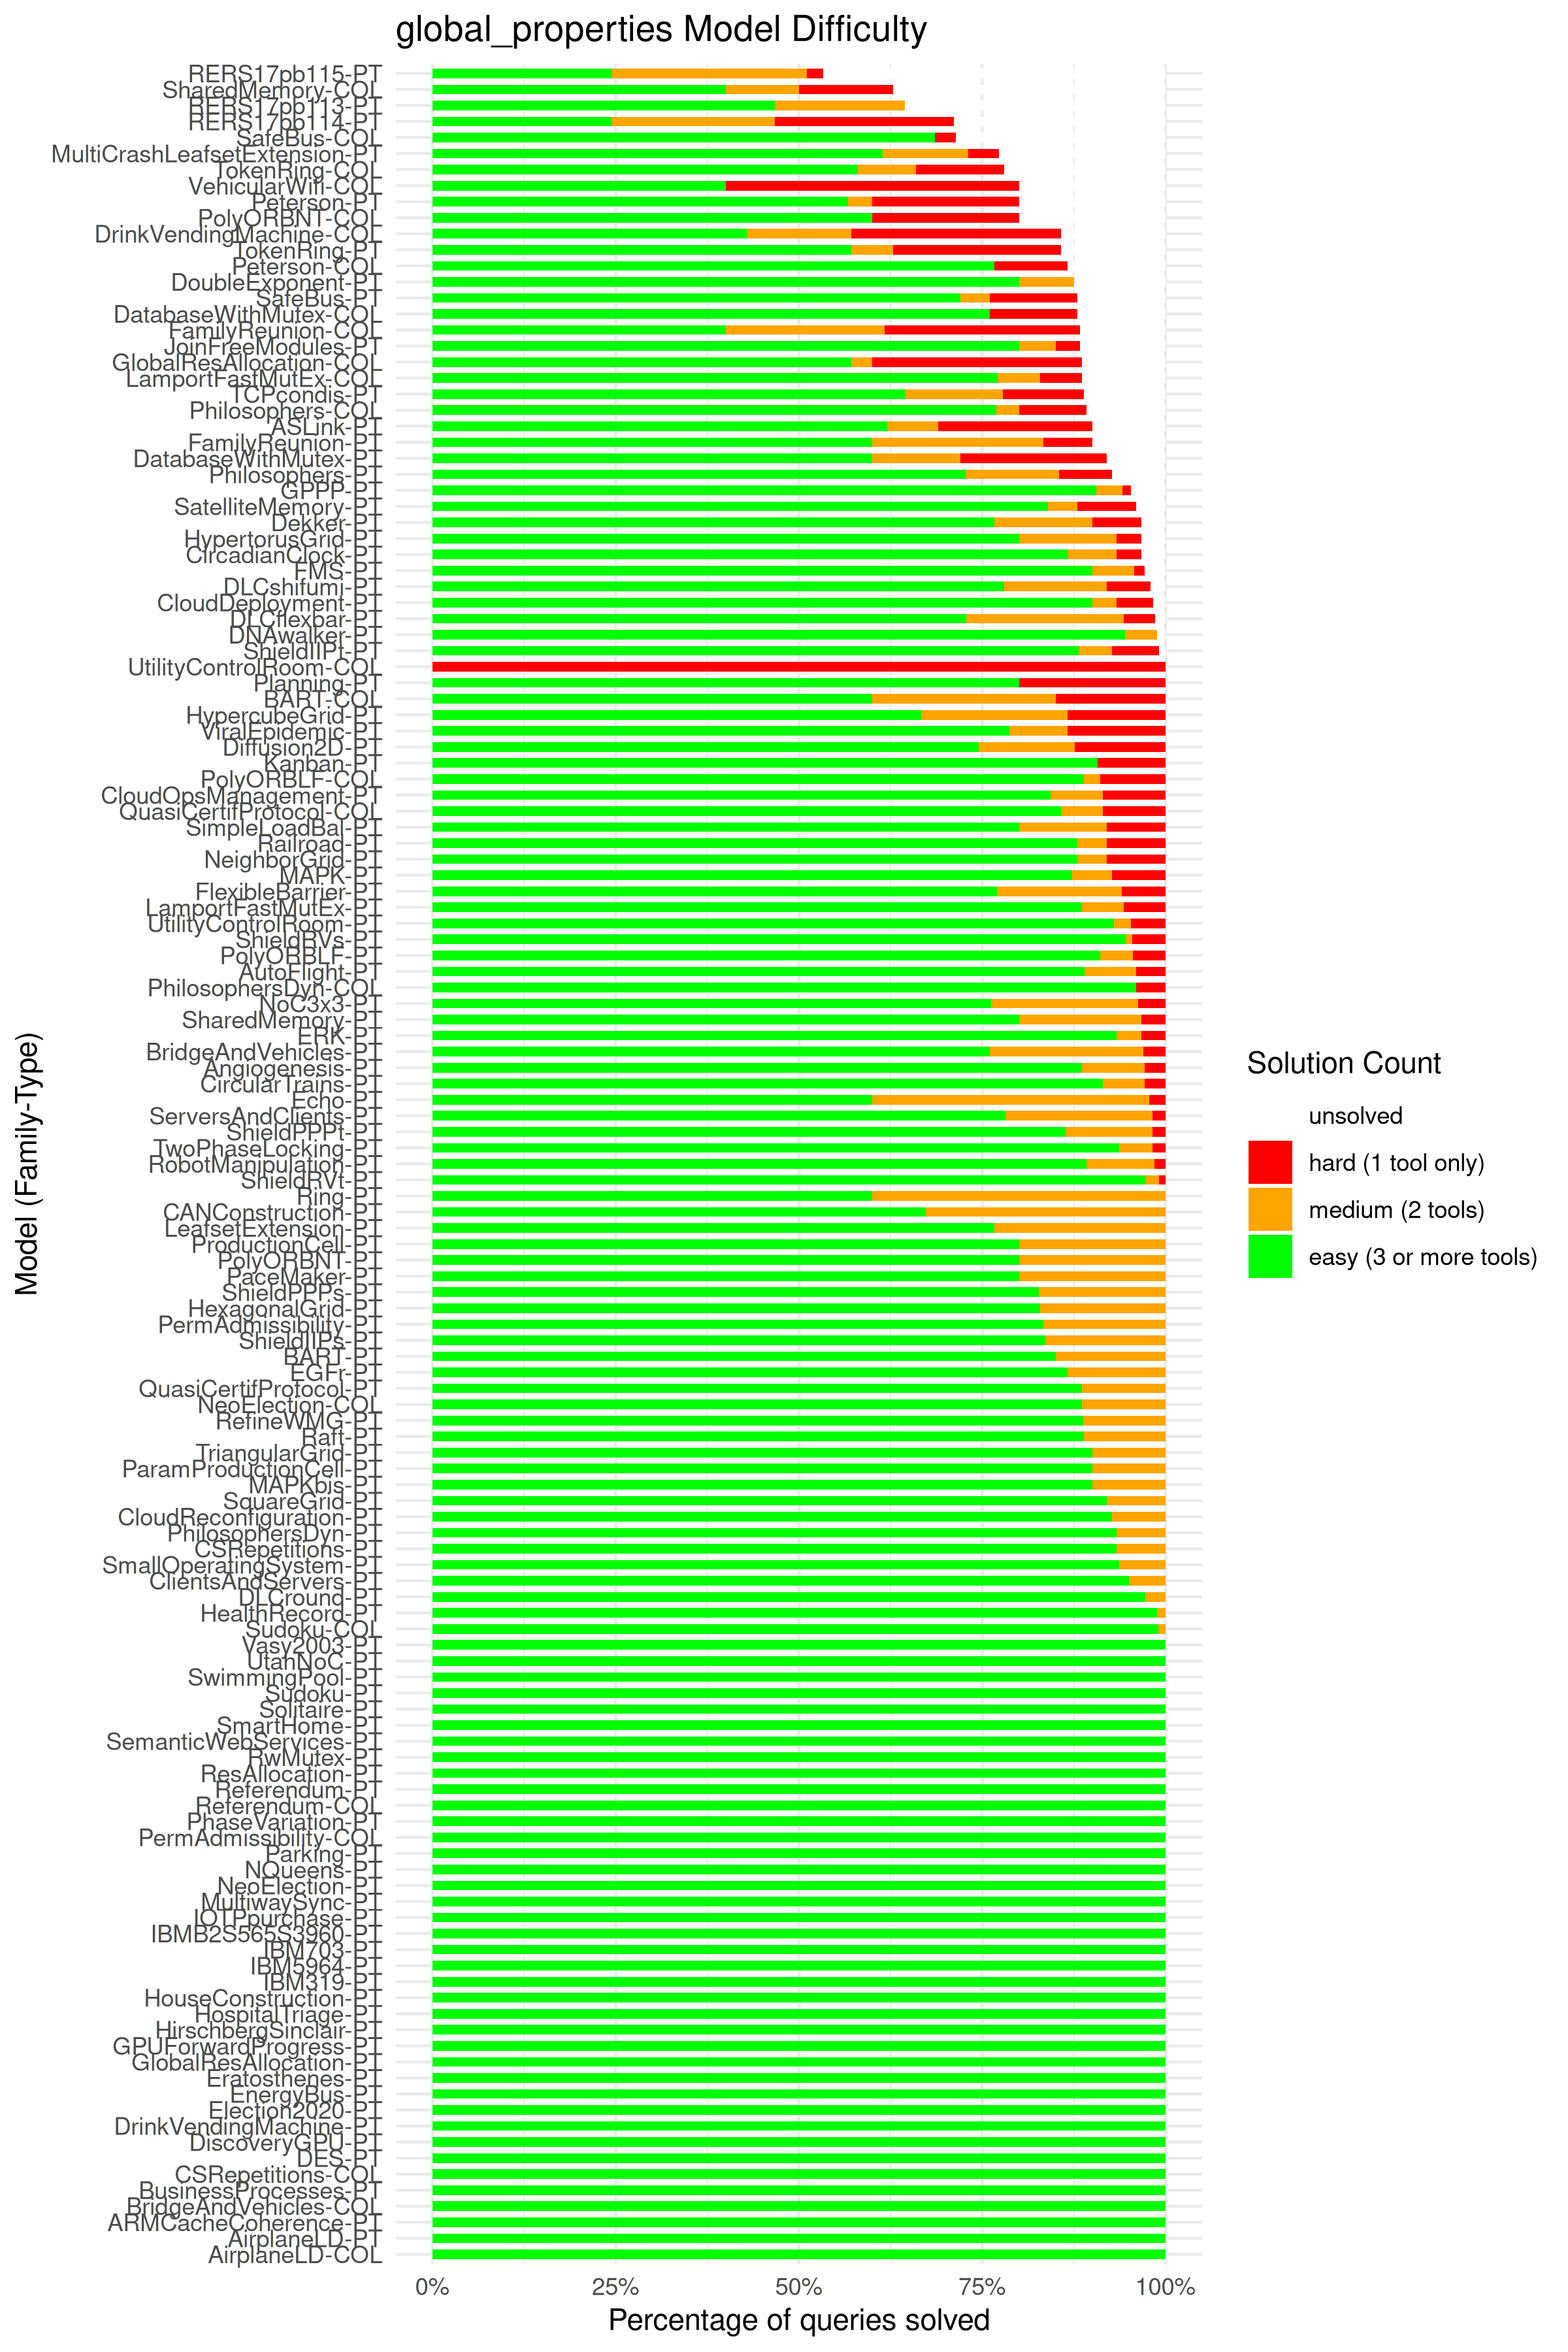 global_properties Model Difficulty
RERS17pb115-PT
SharedMemory-COL
RERS17pb113-PT
RERS17pb114-PT
SafeBus-COL
MultiCrashLeafsetExtension-PT
TokenRing-COL
VehicularWifi-COL
Peterson-PT
PolyORBNT-COL
DrinkVendingMachine-COL
TokenRing-PT
Peterson-COL
DoubleExponent-PT
SafeBus-PT
DatabaseWithMutex-COL
FamilyReunion-COL
JoinFreeModules-PT
GlobalResAllocation-COL
LamportFastMutEx-COL
TCPcondis-PT
Philosophers-COL
ASLink-PT
FamilyReunion-PT
DatabaseWithMutex-PT
Philosophers-PT
GPPP-PT
SatelliteMemory-PT
Dekker-PT
HypertorusGrid-PT
CircadianClock-PT
FMS-PT
DLCshifumi-PT
CloudDeployment-PT
DLCflexbar-PT
DNAwalker-PT
ShieldIIPt-PT
UtilityControlRoom-COL
Planning-PT
BART-COL
HypercubeGrid-PT
ViralEpidemic-PT
Diffusion2D-PT
Kanban-PT
PolyORBLF-COL
CloudOpsManagement-PT
QuasiCertifProtocol-COL
SimpleLoadBal-PT
Railroad-PT
NeighborGrid-PT
MAPK-PT
FlexibleBarrier-PT
LamportFastMutEx-PT
UtilityControlRoom-PT
ShieldRVs-PT
PolyORBLF-PT
AutoFlight-PT
PhilosophersDyn-COL
NoC3x3-PT
SharedMemory-PT
ERK-PT
BridgeAndVehicles-PT
Angiogenesis-PT
CircularTrains-PT
Echo-PT
ServersAndClients-PT
ShieldPPPt-PT
TwoPhaseLocking-PT
RobotManipulation-PT
ShieldRVt-PT
Ring-PT
CANConstruction-PT
LeafsetExtension-PT
ProductionCell-PT
PolyORBNT-PT
PaceMaker-PT
ShieldPPPs-PT
HexagonalGrid-PT
PermAdmissibility-PT
ShieldIIPs-PT
BART-PT
EGFr-PT
QuasiCertifProtocol-PT
NeoElection-COL
RefineWMG-PT
Raft-PT
TriangularGrid-PT
ParamProductionCell-PT
MAPKbis-PT
SquareGrid-PT
CloudReconfiguration-PT
PhilosophersDyn-PT
CSRepetitions-PT
SmallOperatingSystem-PT
ClientsAndServers-PT
DLCround-PT
HealthRecord-PT
Sudoku-COL
Vasy2003-PT
UtahNoC-PT
SwimmingPool-PT
Sudoku-PT
Solitaire-PT
SmartHome-PT
SemanticWebServices-PT
RwMutex-PT
ResAllocation-PT
Referendum-PT
Referendum-COL
PhaseVariation-PT
PermAdmissibility-COL
Parking-PT
NQueens-PT
NeoElection-PT
MultiwaySync-PT
IOTPpurchase-PT
IBMB2S565S3960-PT
IBM703-PT
IBM5964-PT
IBM319-PT
HouseConstruction-PT
HospitalTriage-PT
HirschbergSinclair-PT
GPUForwardProgress-PT
GlobalResAllocation-PT
Eratosthenes-PT
EnergyBus-PT
Election2020-PT
DrinkVendingMachine-PT
DiscoveryGPU-PT
DES-PT
CSRepetitions-COL
BusinessProcesses-PT
BridgeAndVehicles-COL
ARMCacheCoherence-PT
AirplaneLD-PT
AirplaneLD-COL
0%
25%
50%
75%
100%
Percentage of queries solved
Model (Family-Type)
Solution Count
unsolved
hard (1 tool only)
medium (2 tools)
easy (3 or more tools)